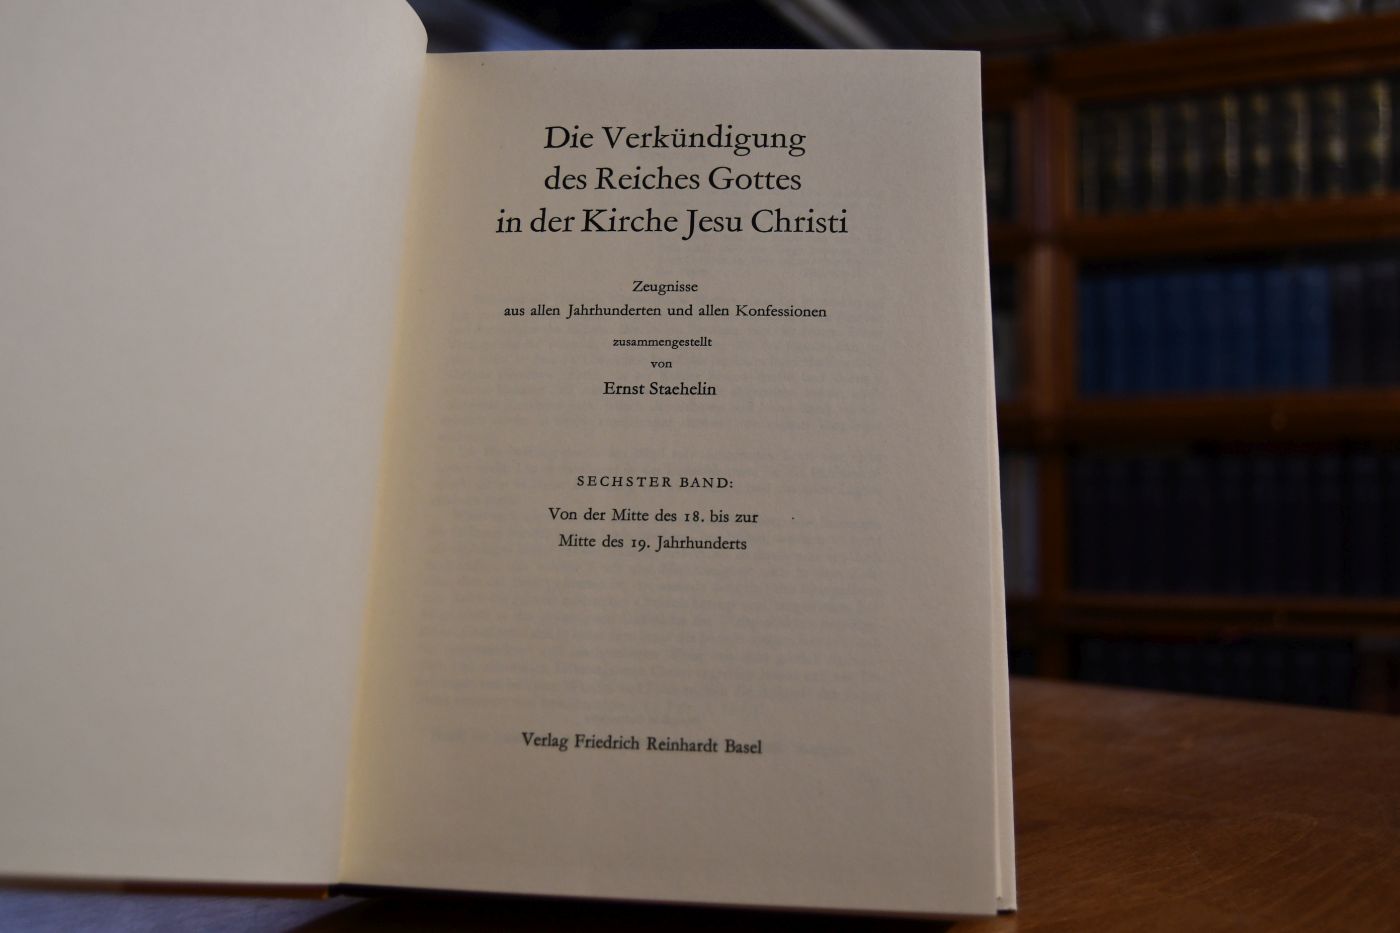 Die Verkündigung
des Reiches Gottes
in der Kirche Jesu Christi
Zeugnisse
aus allen Jahrhunderten und allen Konfessionen
zusammengestellt
von
Ernst Staehelin
SECHSTER BAND:
Von der Mitte des 18. bis zur
Mitte des 19. Jahrhunderts
Verlag Friedrich Reinhardt Basel